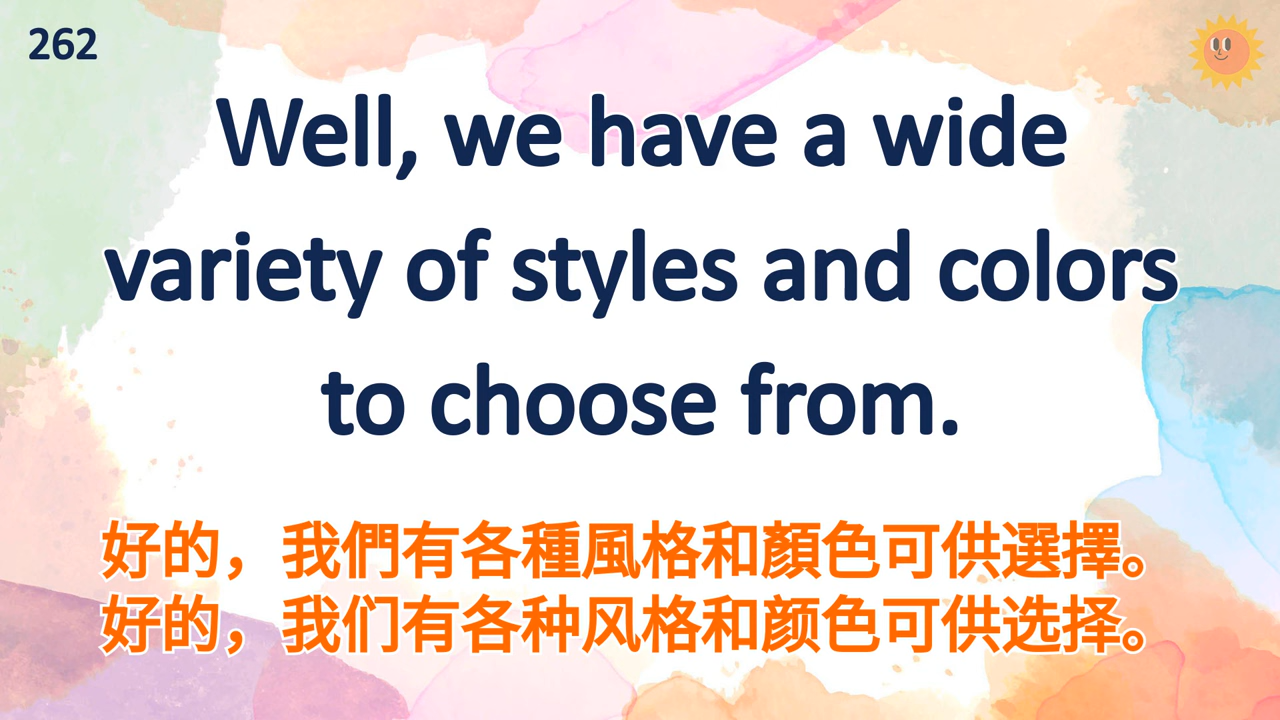 262
Well, we have a wide
variety of styles and colors
to choose from.
好的，我們有各種風格和顏色可供選擇。
好的，我们有各种风格和颜色可供选择。